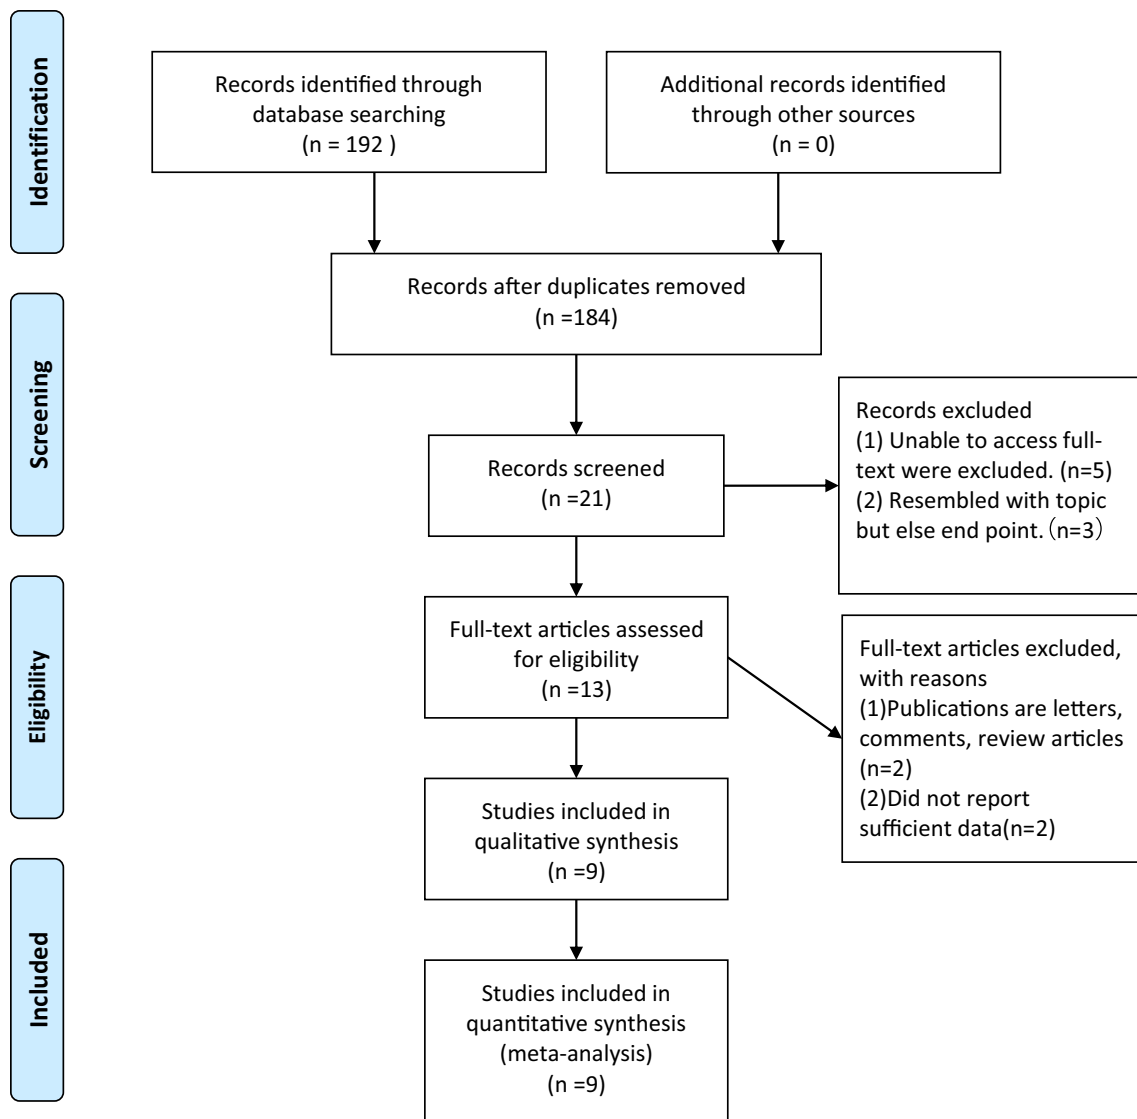 Identification
Records identified through
database searching
(n = 192 )
Additional records identified
through other sources
(n = 0)
Records after duplicates removed
(n =184)
Screening
Records screened
(n =21)
Records excluded
(1) Unable to access full-
text were excluded. (n=5)
(2) Resembled with topic
but else end point.（n=3）
Eligibility
Full-text articles assessed
for eligibility
(n =13)
Full-text articles excluded,
with reasons
(1)Publications are letters,
comments, review articles
(n=2)
(2)Did not report
sufficient data(n=2)
Studies included in
qualitative synthesis
(n =9)
Included
Studies included in
quantitative synthesis
(meta-analysis)
(n =9)